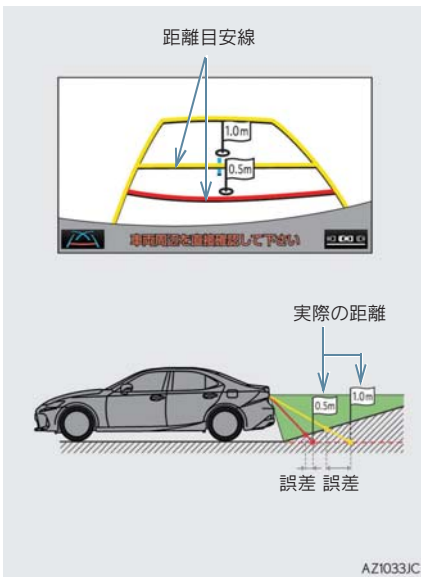 距離目安線
1.0m
0.5m
車両周辺を直接確認して下さい
実際の距離
0.5m
1.0m
誤差 誤差
AZ1033JC